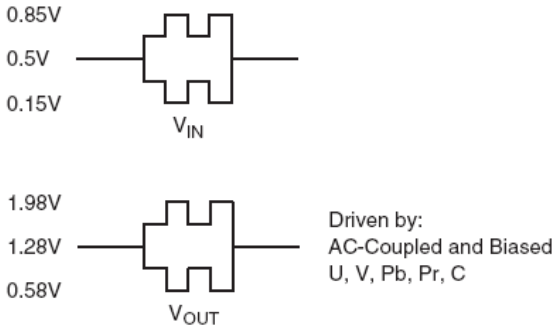 0.85V
0.5V
0.15V
VIN
1.98V
1.28V
0.58V
VOUT
Driven by:
AC-Coupled and Biased
U, V, Pb, Pr, C